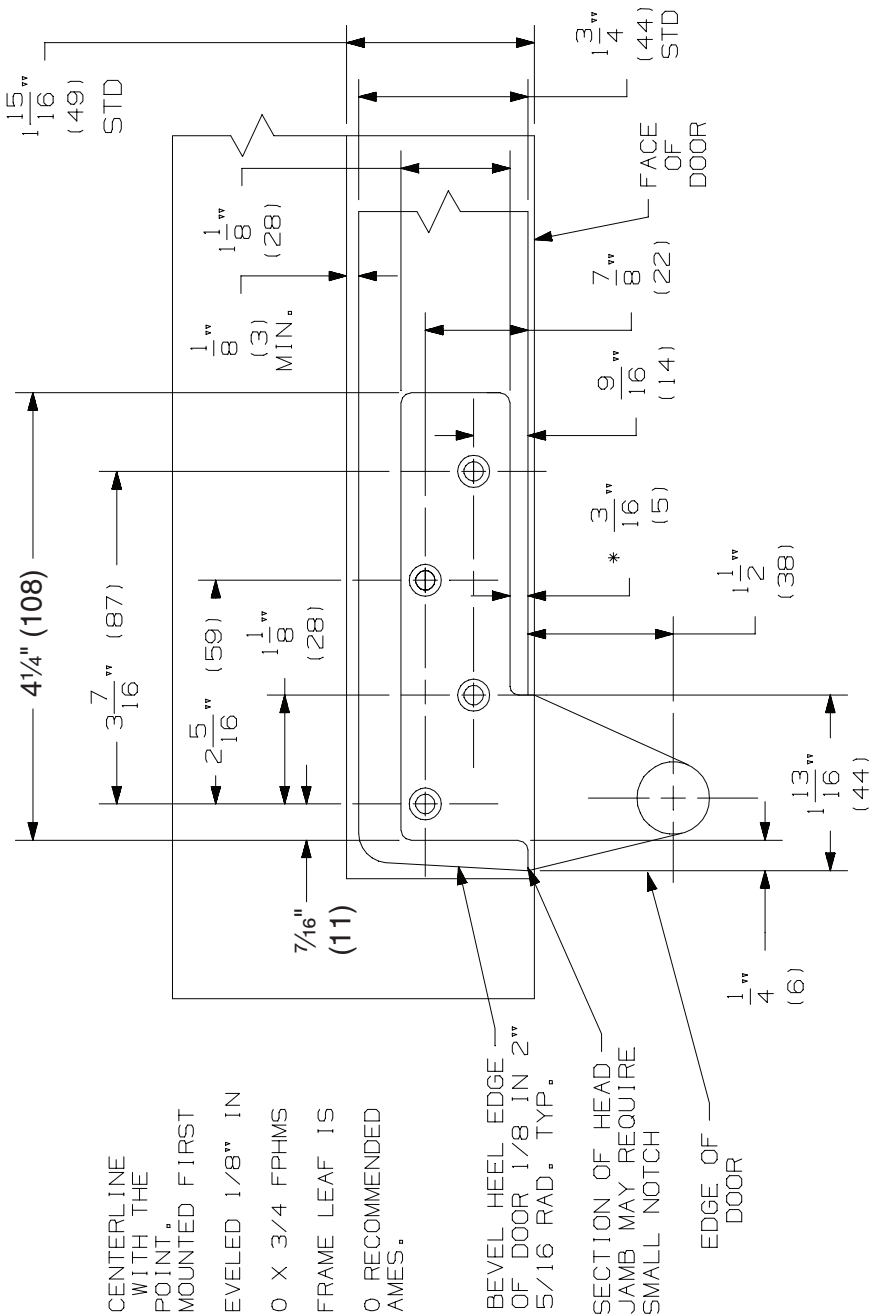 CENTERLINE
WITH THE
POINT.
MOUNTED FIRST
EVELED 1/8" IN
0 X 3/4 FPHMS
FRAME LEAF IS
O RECOMMENDED
AMES.
BEVEL HEEL EDGE
OF DOOR 1/8 IN 2"
5/16 RAD. TYP.
SECTION OF HEAD
JAMB MAY REQUIRE
SMALL NOTCH
EDGE OF
DOOR
4¼" (108)
3 7/16" (87)
2 5/16" (59)
1 1/8"
(28)
7/16"
(11)
1 15/16"
(49)
STD
1 1/8"
(28)
1/8"
(3)
MIN.
1 3/4"
(44)
STD
FACE
OF
DOOR
7/8"
(22)
9/16"
(14)
* 3/16"
(5)
1 1/2"
(38)
1 13/16"
(44)
1/4"
(6)